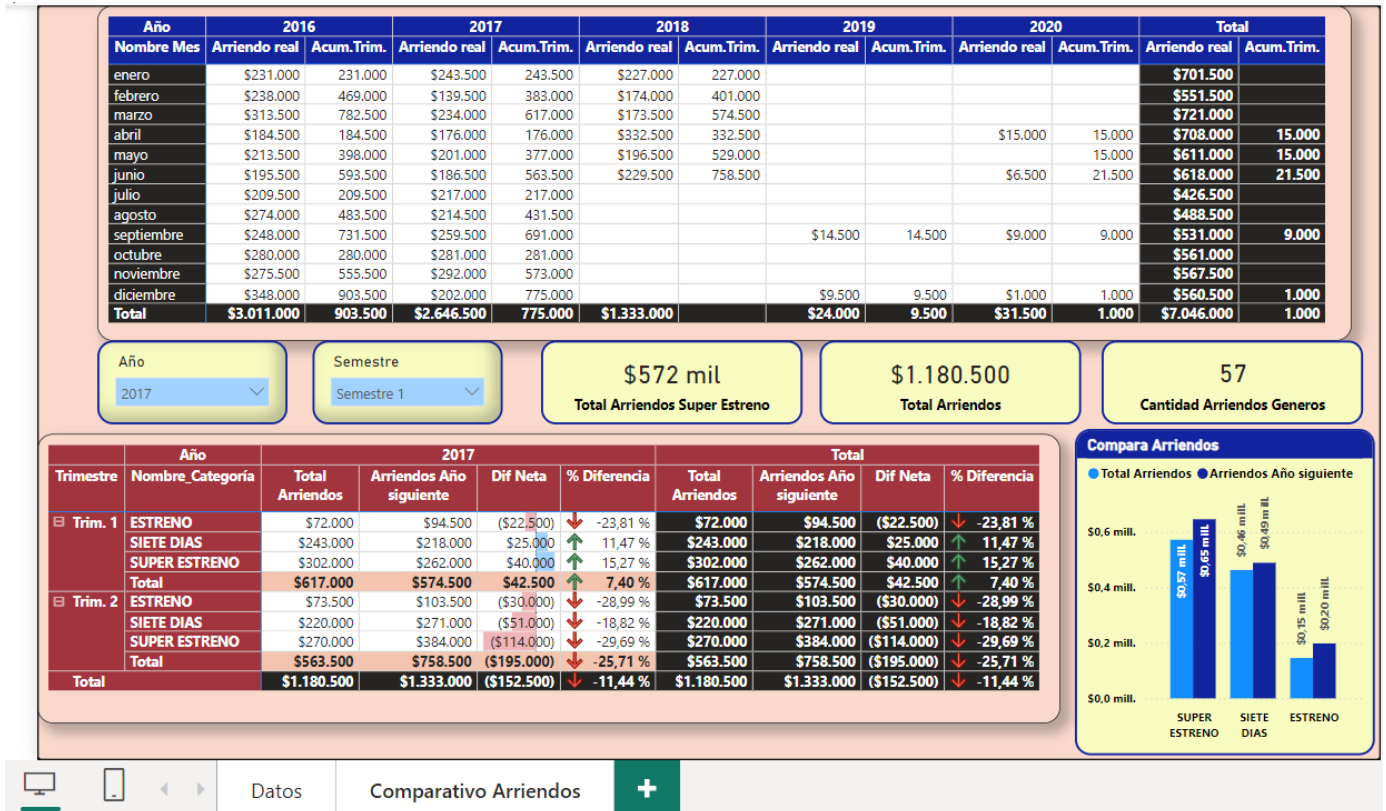 Año 2016 2017 2018 2019 2020 Total
Nombre Mes Arriendo real Acum.Trim. Arriendo real Acum.Trim. Arriendo real Acum.Trim. Arriendo real Acum.Trim. Arriendo real Acum.Trim. Arriendo real Acum.Trim.
enero $231.000 231.000 $243.500 243.500 $227.000 227.000 $701.500
febrero $238.000 469.000 $139.500 383.000 $174.000 401.000 $551.500
marzo $313.500 782.500 $234.000 617.000 $173.500 574.500 $721.000
abril $184.500 184.500 $176.000 176.000 $332.500 332.500 $15.000 15.000 $708.000 15.000
mayo $213.500 398.000 $201.000 377.000 $196.500 529.000 15.000 $611.000 15.000
junio $195.500 593.500 $186.500 563.500 $229.500 758.500 $6.500 21.500 $618.000 21.500
julio $209.500 209.500 $217.000 217.000 $426.500
agosto $274.000 483.500 $214.500 431.500 $488.500
septiembre $248.000 731.500 $259.500 691.000 $14.500 14.500 $9.000 9.000 $531.000 9.000
octubre $280.000 280.000 $281.000 281.000 $561.000
noviembre $275.500 555.500 $292.000 573.000 $567.500
diciembre $348.000 903.500 $202.000 775.000 $9.500 9.500 $1.000 1.000 $560.500 1.000
Total $3.011.000 903.500 $2.646.500 775.000 $1.333.000 $24.000 9.500 $31.500 1.000 $7.046.000 1.000
Año
2017
Semestre
Semestre 1
$572 mil
Total Arriendos Super Estreno
$1.180.500
Total Arriendos
57
Cantidad Arriendos Generos
Año 2017 Total
Trimestre Nombre_Categoría Total Arriendos Arriendos Año siguiente Dif Neta % Diferencia Total Arriendos Arriendos Año siguiente Dif Neta % Diferencia
Trim. 1 ESTRENO $72.000 $94.500 ($22.500) -23,81 % $72.000 $94.500 ($22.500) -23,81 %
SIETE DIAS $243.000 $218.000 $25.000 11,47 % $243.000 $218.000 $25.000 11,47 %
SUPER ESTRENO $302.000 $262.000 $40.000 15,27 % $302.000 $262.000 $40.000 15,27 %
Total $617.000 $574.500 $42.500 7,40 % $617.000 $574.500 $42.500 7,40 %
Trim. 2 ESTRENO $73.500 $103.500 ($30.000) -28,99 % $73.500 $103.500 ($30.000) -28,99 %
SIETE DIAS $220.000 $271.000 ($51.000) -18,82 % $220.000 $271.000 ($51.000) -18,82 %
SUPER ESTRENO $270.000 $384.000 ($114.000) -29,69 % $270.000 $384.000 ($114.000) -29,69 %
Total $563.500 $758.500 ($195.000) -25,71 % $563.500 $758.500 ($195.000) -25,71 %
Total $1.180.500 $1.333.000 ($152.500) -11,44 % $1.180.500 $1.333.000 ($152.500) -11,44 %
Compara Arriendos
Total Arriendos Arriendos Año siguiente
$0,6 mill.
$0,4 mill.
$0,2 mill.
$0,0 mill.
$0,57 mill.
$0,65 mill.
$0,46 mill.
$0,49 mill.
$0,15 mill.
$0,20 mill.
SUPER ESTRENO
SIETE DIAS
ESTRENO
Datos
Comparativo Arriendos
+